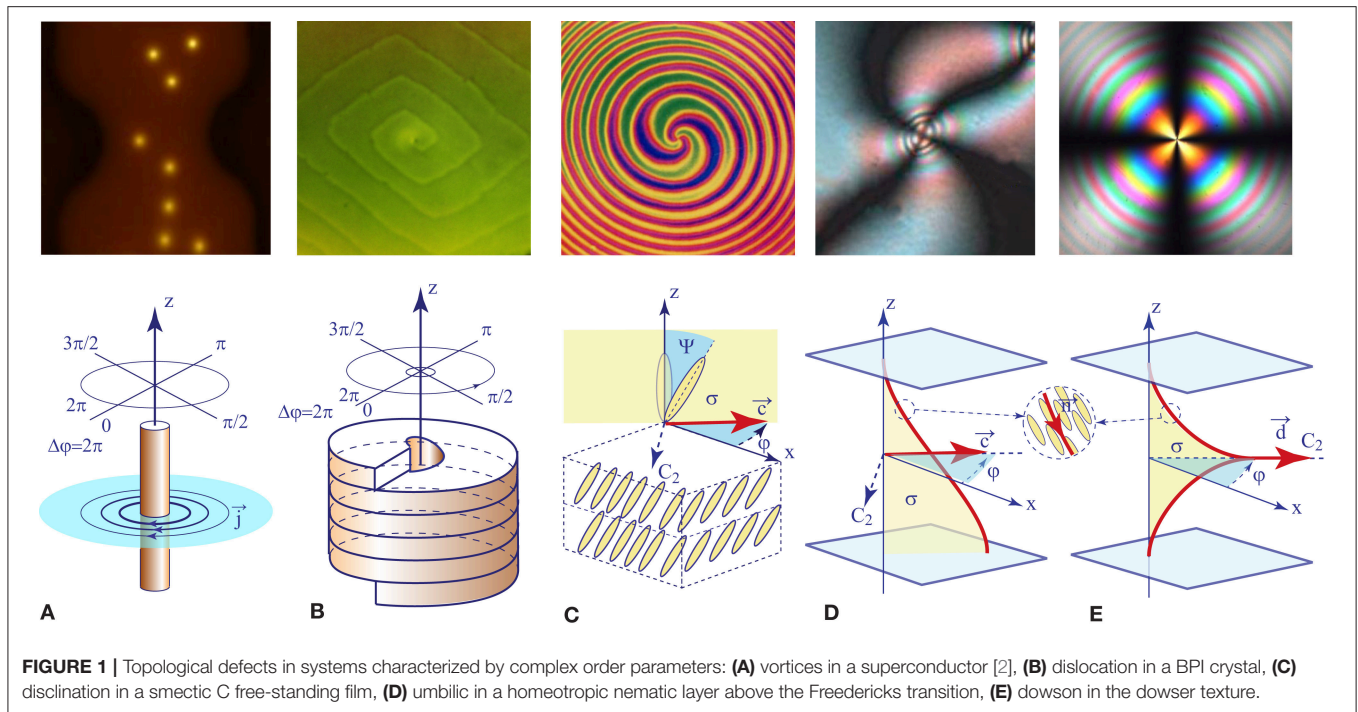 z
3π/2
π
2π
0
π/2
Δφ=2π
j
A
z
3π/2
π
2π
0
π/2
Δφ=2π
B
z
Ψ
σ
c
φ
x
C2
C
z
n
c
φ
x
C2
σ
D
z
d
C2
σ
φ
x
E
FIGURE 1 | Topological defects in systems characterized by complex order parameters: (A) vortices in a superconductor [2], (B) dislocation in a BPI crystal, (C)
disclination in a smectic C free-standing film, (D) umbilic in a homeotropic nematic layer above the Freedericks transition, (E) dowson in the dowser texture.